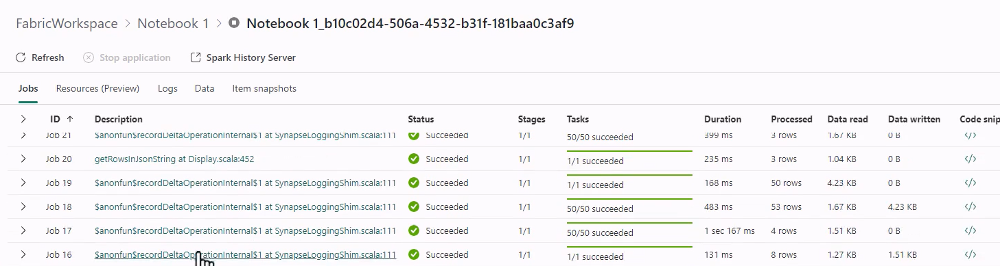 FabricWorkspace > Notebook 1 > Notebook 1_b10c02d4-506a-4532-b31f-181baa0c3af9
Refresh Stop application Spark History Server
Jobs Resources (Preview) Logs Data Item snapshots
ID ↑ Description Status Stages Tasks Duration Processed Data read Data written Code snip
Job 21 $anonfun$recordDeltaOperationInternal$1 at SynapseLoggingShim.scala:111 Succeeded 1/1 50/50 succeeded 399 ms 3 rows 1.67 KB 0 B </>
Job 20 getRowsInJsonString at Display.scala:452 Succeeded 1/1 1/1 succeeded 235 ms 3 rows 1.04 KB 0 B </>
Job 19 $anonfun$recordDeltaOperationInternal$1 at SynapseLoggingShim.scala:111 Succeeded 1/1 1/1 succeeded 168 ms 50 rows 4.23 KB 0 B </>
Job 18 $anonfun$recordDeltaOperationInternal$1 at SynapseLoggingShim.scala:111 Succeeded 1/1 50/50 succeeded 483 ms 53 rows 1.67 KB 4.23 KB </>
Job 17 $anonfun$recordDeltaOperationInternal$1 at SynapseLoggingShim.scala:111 Succeeded 1/1 50/50 succeeded 1 sec 167 ms 4 rows 1.51 KB 0 B </>
Job 16 $anonfun$recordDeltaOperationInternal$1 at SynapseLoggingShim.scala:111 Succeeded 1/1 1/1 succeeded 131 ms 8 rows 1.27 KB 1.51 KB </>